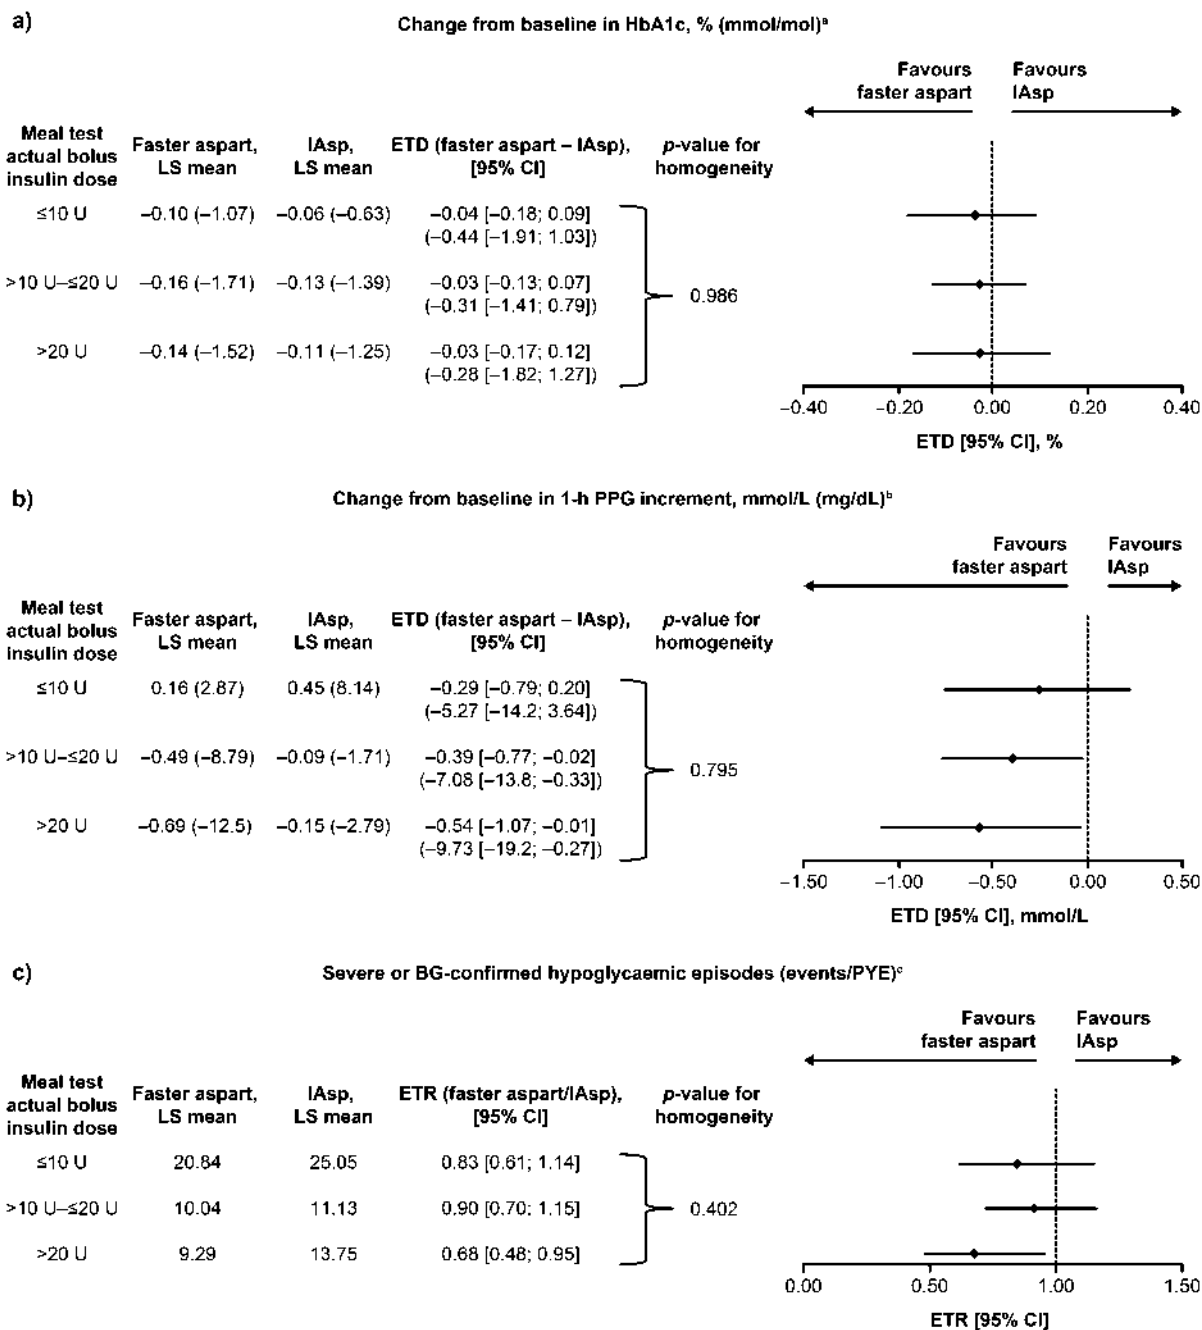 a)
Change from baseline in HbA1c, % (mmol/mol)ᵃ
Favours faster aspart
Favours IAsp
Meal test actual bolus insulin dose
Faster aspart, LS mean
IAsp, LS mean
ETD (faster aspart – IAsp), [95% CI]
p-value for homogeneity
≤10 U –0.10 (–1.07) –0.06 (–0.63) –0.04 [–0.18; 0.09]
(–0.44 [–1.91; 1.03])
>10 U–≤20 U –0.16 (–1.71) –0.13 (–1.39) –0.03 [–0.13; 0.07]
(–0.31 [–1.41; 0.79])
0.986
>20 U –0.14 (–1.52) –0.11 (–1.25) –0.03 [–0.17; 0.12]
(–0.28 [–1.82; 1.27])
–0.40 –0.20 0.00 0.20 0.40
ETD [95% CI], %
b)
Change from baseline in 1-h PPG increment, mmol/L (mg/dL)ᵇ
Favours faster aspart
Favours IAsp
Meal test actual bolus insulin dose
Faster aspart, LS mean
IAsp, LS mean
ETD (faster aspart – IAsp), [95% CI]
p-value for homogeneity
≤10 U 0.16 (2.87) 0.45 (8.14) –0.29 [–0.79; 0.20]
(–5.27 [–14.2; 3.64])
>10 U–≤20 U –0.49 (–8.79) –0.09 (–1.71) –0.39 [–0.77; –0.02]
(–7.08 [–13.8; –0.33])
0.795
>20 U –0.69 (–12.5) –0.15 (–2.79) –0.54 [–1.07; –0.01]
(–9.73 [–19.2; –0.27])
–1.50 –1.00 –0.50 0.00 0.50
ETD [95% CI], mmol/L
c)
Severe or BG-confirmed hypoglycaemic episodes (events/PYE)ᶜ
Favours faster aspart
Favours IAsp
Meal test actual bolus insulin dose
Faster aspart, LS mean
IAsp, LS mean
ETR (faster aspart/IAsp), [95% CI]
p-value for homogeneity
≤10 U 20.84 25.05 0.83 [0.61; 1.14]
>10 U–≤20 U 10.04 11.13 0.90 [0.70; 1.15] 0.402
>20 U 9.29 13.75 0.68 [0.48; 0.95]
0.00 0.50 1.00 1.50
ETR [95% CI]